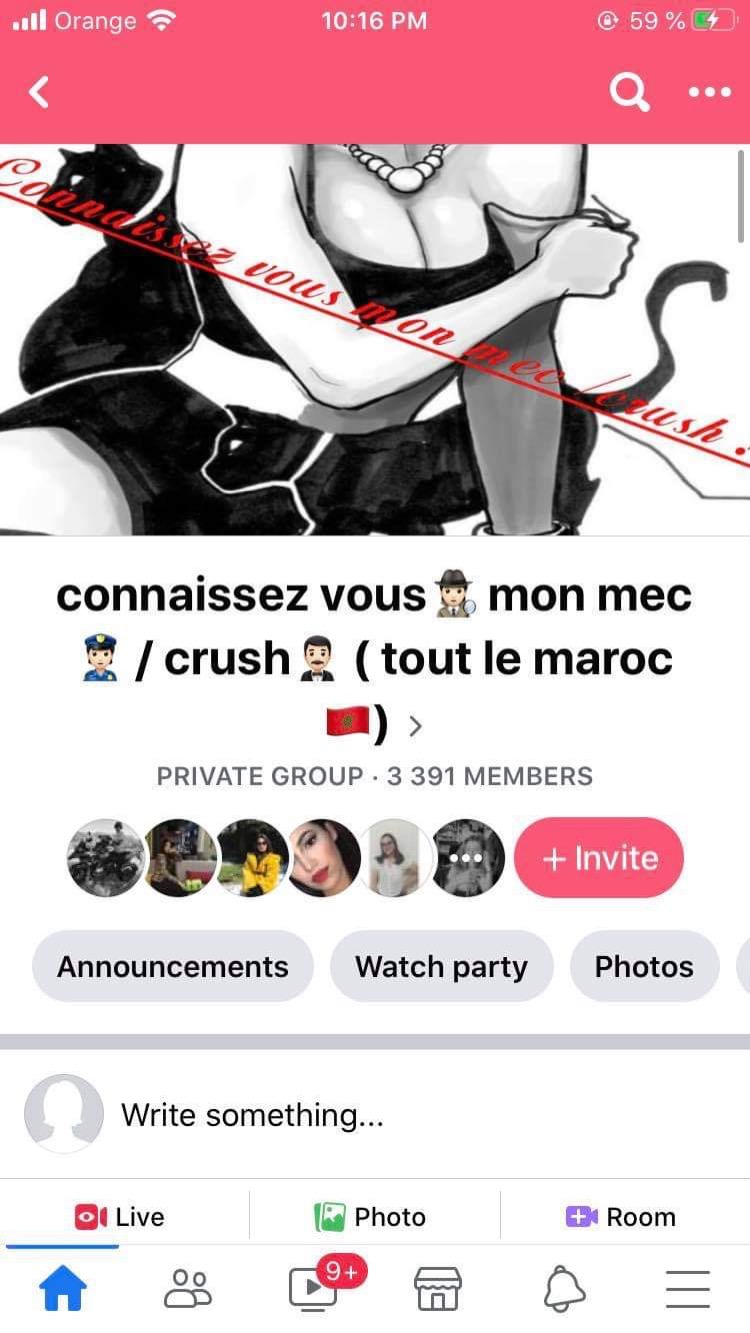 Orange 10:16 PM 59 %
Connaissez vous mon mec / crush :
connaissez vous 🕵🏻 mon mec
👮🏻 / crush 🤵🏻 ( tout le maroc
🇲🇦) >
PRIVATE GROUP · 3 391 MEMBERS
+ Invite
Announcements Watch party Photos
Write something...
Live Photo Room
9+